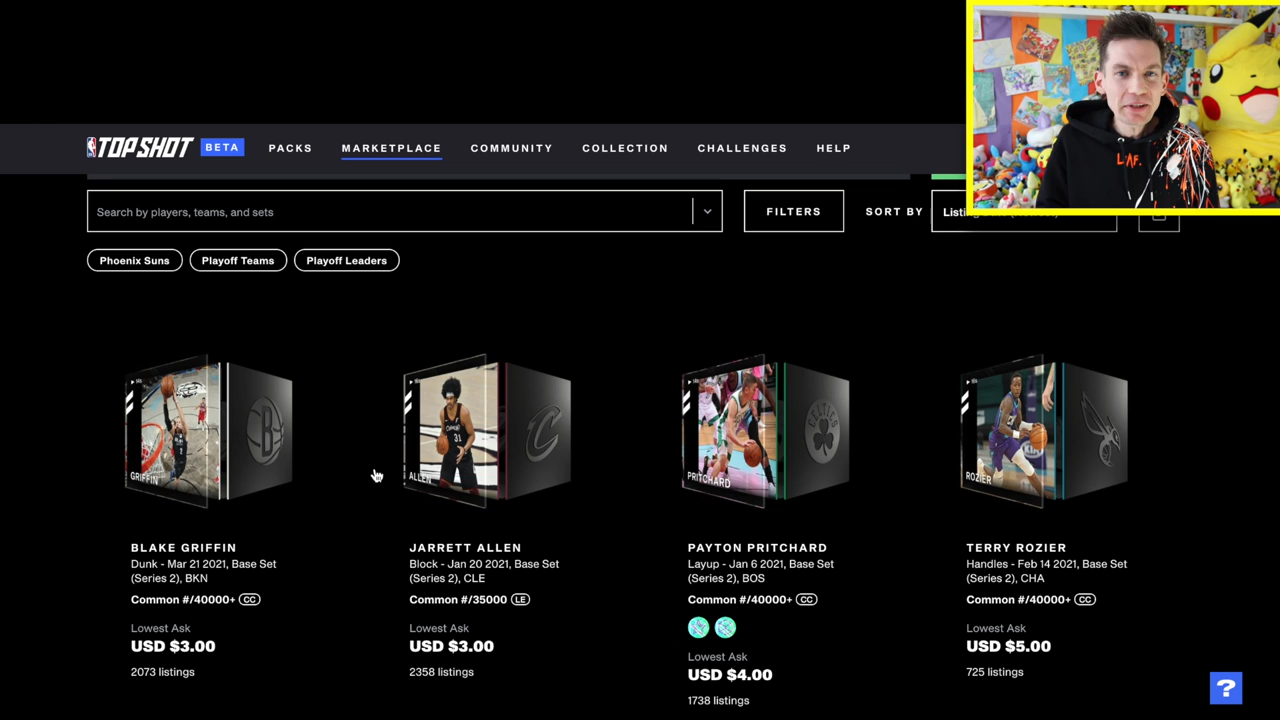 TOP SHOT BETA PACKS MARKETPLACE COMMUNITY COLLECTION CHALLENGES HELP
Search by players, teams, and sets
FILTERS
SORT BY
Phoenix Suns
Playoff Teams
Playoff Leaders
GRIFFIN
BLAKE GRIFFIN
Dunk - Mar 21 2021, Base Set
(Series 2), BKN
Common #/40000+ CC
Lowest Ask
USD $3.00
2073 listings
ALLEN
31
JARRETT ALLEN
Block - Jan 20 2021, Base Set
(Series 2), CLE
Common #/35000 LE
Lowest Ask
USD $3.00
2358 listings
PRITCHARD
CELTICS
PAYTON PRITCHARD
Layup - Jan 6 2021, Base Set
(Series 2), BOS
Common #/40000+ CC
Lowest Ask
USD $4.00
1738 listings
ROZIER
KIA
TERRY ROZIER
Handles - Feb 14 2021, Base Set
(Series 2), CHA
Common #/40000+ CC
Lowest Ask
USD $5.00
725 listings
?